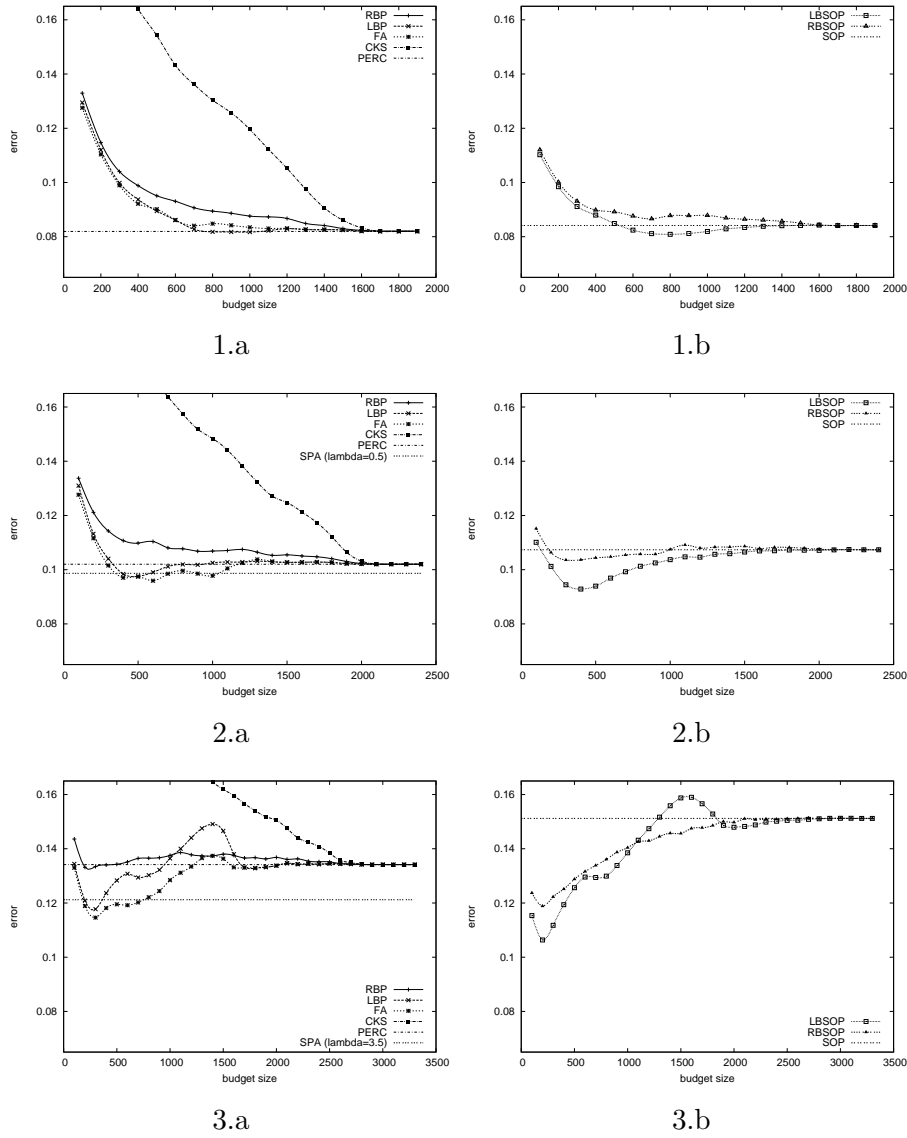 0.16
0.14
0.12
0.1
0.08
error
0 200 400 600 800 1000 1200 1400 1600 1800 2000
budget size
RBP
LBP
FA
CKS
PERC
1.a
0.16
0.14
0.12
0.1
0.08
error
0 200 400 600 800 1000 1200 1400 1600 1800 2000
budget size
LBSOP
RBSOP
SOP
1.b
0.16
0.14
0.12
0.1
0.08
error
0 500 1000 1500 2000 2500
budget size
RBP
LBP
FA
CKS
PERC
SPA (lambda=0.5)
2.a
0.16
0.14
0.12
0.1
0.08
error
0 500 1000 1500 2000 2500
budget size
LBSOP
RBSOP
SOP
2.b
0.16
0.14
0.12
0.1
0.08
error
0 500 1000 1500 2000 2500 3000 3500
budget size
RBP
LBP
FA
CKS
PERC
SPA (lambda=3.5)
3.a
0.16
0.14
0.12
0.1
0.08
error
0 500 1000 1500 2000 2500 3000 3500
budget size
LBSOP
RBSOP
SOP
3.b